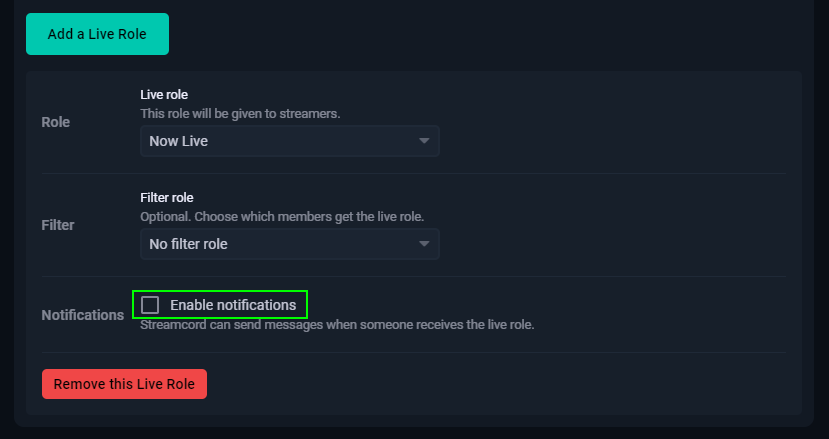 Add a Live Role
Live role
This role will be given to streamers.
Role
Now Live
Filter role
Optional. Choose which members get the live role.
Filter
No filter role
Enable notifications
Notifications
Streamcord can send messages when someone receives the live role.
Remove this Live Role